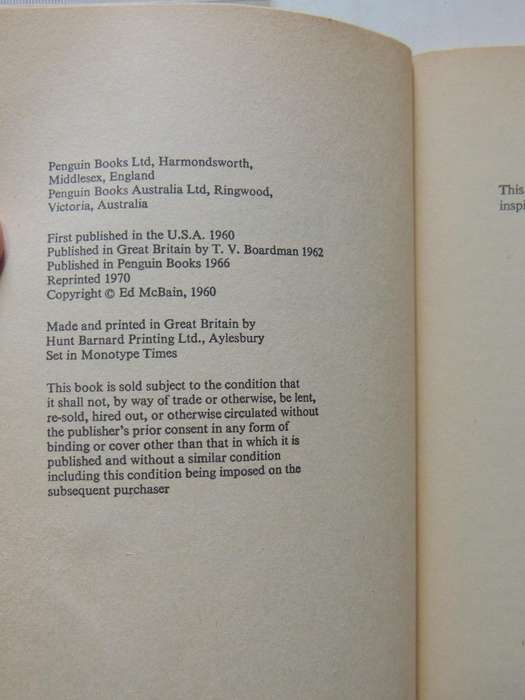 Penguin Books Ltd, Harmondsworth,
Middlesex, England
Penguin Books Australia Ltd, Ringwood,
Victoria, Australia
First published in the U.S.A. 1960
Published in Great Britain by T. V. Boardman 1962
Published in Penguin Books 1966
Reprinted 1970
Copyright © Ed McBain, 1960
Made and printed in Great Britain by
Hunt Barnard Printing Ltd., Aylesbury
Set in Monotype Times
This book is sold subject to the condition that
it shall not, by way of trade or otherwise, be lent,
re-sold, hired out, or otherwise circulated without
the publisher's prior consent in any form of
binding or cover other than that in which it is
published and without a similar condition
including this condition being imposed on the
subsequent purchaser
This
inspi